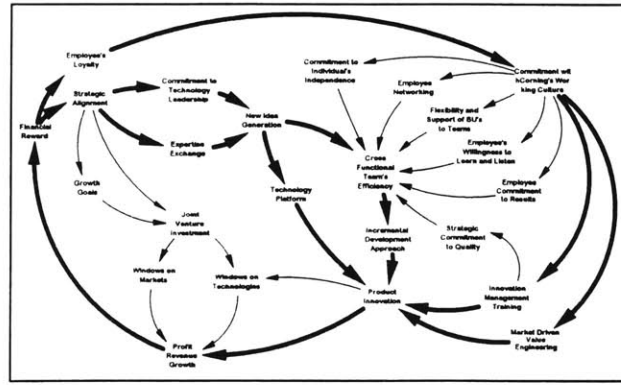 Employee's
Loyalty
Commitment to
Individual's
Independence
Commitment wit
hCorning's Wor
king Culture
Strategic
Alignment
Commitment to
Technology
Leadership
Employee
Networking
Financial
Reward
New Idea
Generation
Flexibility and
Support of BU's
to Teams
Expertise
Exchange
Cross
Functional
Team's
Efficiency
Employee's
Willingness to
Learn and Listen
Growth
Goals
Technology
Platform
Employee
Commitment
to Results
Joint
Venture
Investment
Incremental
Development
Approach
Strategic
Commitment
to Quality
Windows on
Markets
Windows on
Technologies
Product
Innovation
Innovation
Management
Training
Profit
Revenue
Growth
Market Driven
Value
Engineering